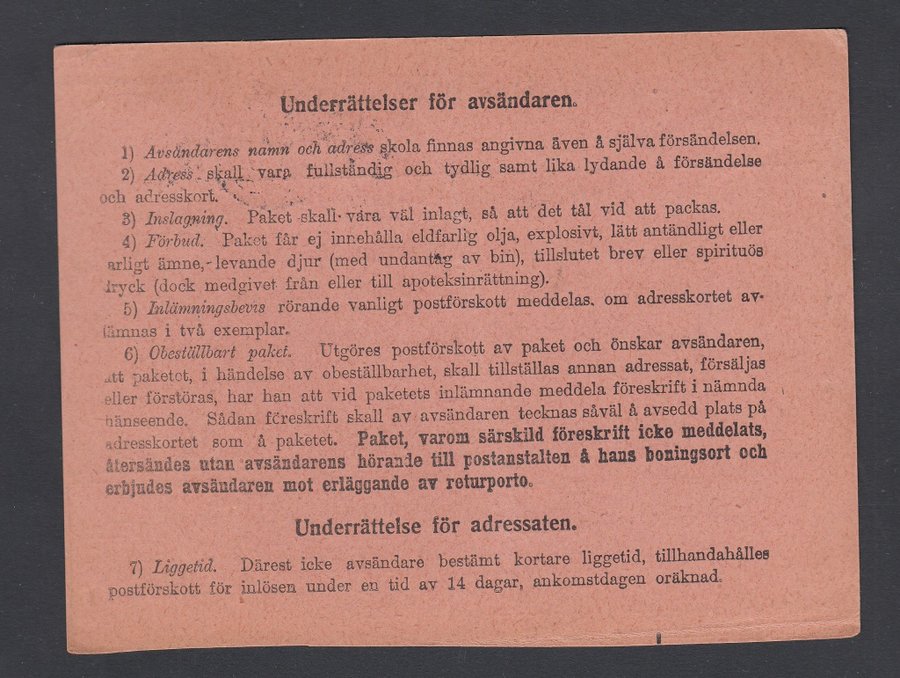 Underrättelser för avsändaren.
1) Avsändarens namn och adress skola finnas angivna även å själva försändelsen.
2) Adress skall vara fullständig och tydlig samt lika lydande å försändelse
och adresskort.
3) Inslagning. Paket skall vara väl inlagt, så att det tål vid att packas.
4) Förbud. Paket får ej innehålla eldfarlig olja, explosivt, lätt antändligt eller
farligt ämne, levande djur (med undantag av bin), tillslutet brev eller spirituös
dryck (dock medgivet från eller till apoteksinrättning).
5) Inlämningsbevis rörande vanligt postförskott meddelas, om adresskortet av-
lämnas i två exemplar.
6) Obeställbart paket. Utgöres postförskott av paket och önskar avsändaren,
att paketet, i händelse av obeställbarhet, skall tillställas annan adressat, försäljas
eller förstöras, har han att vid paketets inlämnande meddela föreskrift i nämnda
hänseende. Sådan föreskrift skall av avsändaren tecknas såväl å avsedd plats på
adresskortet som å paketet. Paket, varom särskild föreskrift icke meddelats,
återsändes utan avsändarens hörande till postanstalten å hans boningsort och
erbjudes avsändaren mot erläggande av returporto.
Underrättelse för adressaten.
7) Liggetid. Därest icke avsändare bestämt kortare liggetid, tillhandahålles
postförskott för inlösen under en tid av 14 dagar, ankomstdagen oräknad.